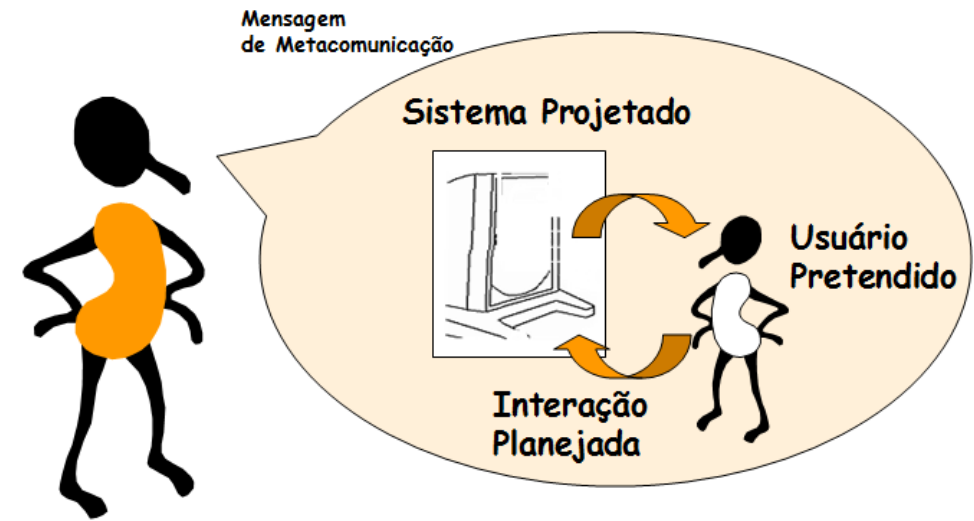 Mensagem
de Metacomunicação
Sistema Projetado
Usuário
Pretendido
Interação
Planejada